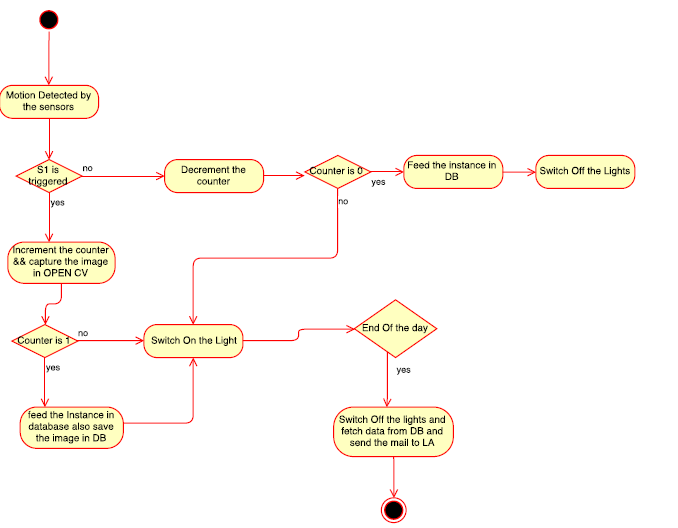 Motion Detected by
the sensors
S1 is
triggered
no
yes
Decrement the
counter
Counter is 0
yes
no
Feed the instance in
DB
Switch Off the Lights
Increment the counter
&& capture the image
in OPEN CV
Counter is 1
no
yes
Switch On the Light
End Of the day
yes
feed the Instance in
database also save
the image in DB
Switch Off the lights and
fetch data from DB and
send the mail to LA